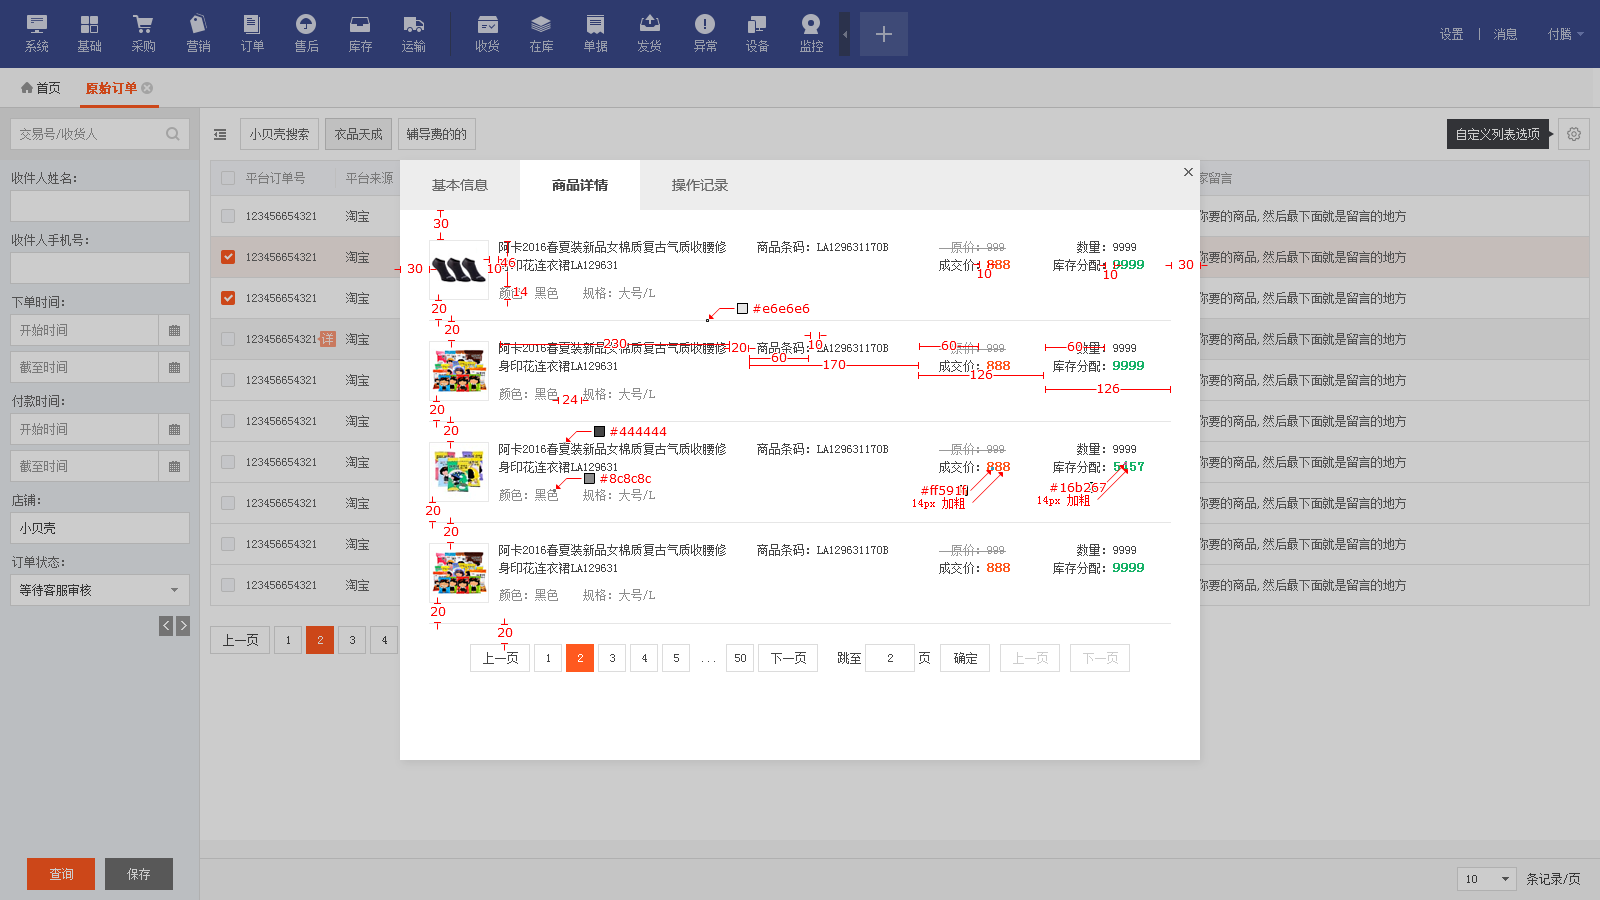 系统 基础 采购 营销 订单 售后 库存 运输 收货 在库 单据 发货 异常 设备 监控 设置 消息 付腾
首页 原始订单
交易号/收货人 小贝壳搜索 衣品天成 辅导费的的 自定义列表选项
收件人姓名:
收件人手机号:
下单时间:
开始时间
截至时间
付款时间:
开始时间
截至时间
店铺:
小贝壳
订单状态:
等待客服审核
查询 保存
平台订单号 平台来源 家留言
123456654321 淘宝 你要的商品,然后最下面就是留言的地方
123456654321 淘宝 你要的商品,然后最下面就是留言的地方
123456654321 淘宝 你要的商品,然后最下面就是留言的地方
123456654321 详 淘宝 你要的商品,然后最下面就是留言的地方
123456654321 淘宝 你要的商品,然后最下面就是留言的地方
123456654321 淘宝 你要的商品,然后最下面就是留言的地方
123456654321 淘宝 你要的商品,然后最下面就是留言的地方
123456654321 淘宝 你要的商品,然后最下面就是留言的地方
123456654321 淘宝 你要的商品,然后最下面就是留言的地方
123456654321 淘宝 你要的商品,然后最下面就是留言的地方
上一页 1 2 3 4
基本信息 商品详情 操作记录
30
阿卡2016春夏装新品女棉质复古气质收腰修 商品条码: LA129631170B 原价: 999 数量: 9999
身印花连衣裙LA129631 成交价: 888 库存分配: 9999
30 10 46 10 10 30
颜色: 黑色 规格: 大号/L
14
20 #e6e6e6
20
230 20 10 60 60
阿卡2016春夏装新品女棉质复古气质收腰修 商品条码: LA129631170B 原价: 999 数量: 9999
60 170 126
身印花连衣裙LA129631 成交价: 888 库存分配: 9999
126
颜色: 黑色 规格: 大号/L
24
20
20 #444444
阿卡2016春夏装新品女棉质复古气质收腰修 商品条码: LA129631170B 原价: 999 数量: 9999
身印花连衣裙LA129631 成交价: 888 库存分配: 5457
#8c8c8c #ff591f #16b267
颜色: 黑色 规格: 大号/L 14px 加粗 14px 加粗
20
20
阿卡2016春夏装新品女棉质复古气质收腰修 商品条码: LA129631170B 原价: 999 数量: 9999
身印花连衣裙LA129631 成交价: 888 库存分配: 9999
颜色: 黑色 规格: 大号/L
20
20
上一页 1 2 3 4 5 ... 50 下一页 跳至 2 页 确定 上一页 下一页
10 条记录/页